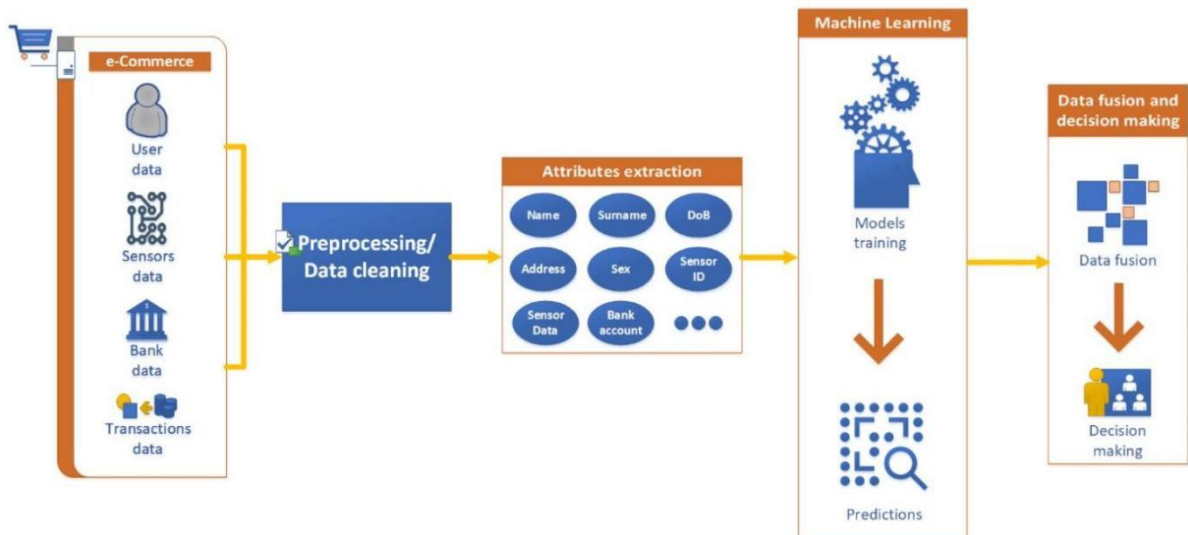 e-Commerce
User
data
Sensors
data
Bank
data
Transactions
data
Preprocessing/
Data cleaning
Attributes extraction
Name
Surname
DoB
Address
Sex
Sensor
ID
Sensor
Data
Bank
account
Machine Learning
Models
training
Predictions
Data fusion and
decision making
Data fusion
Decision
making